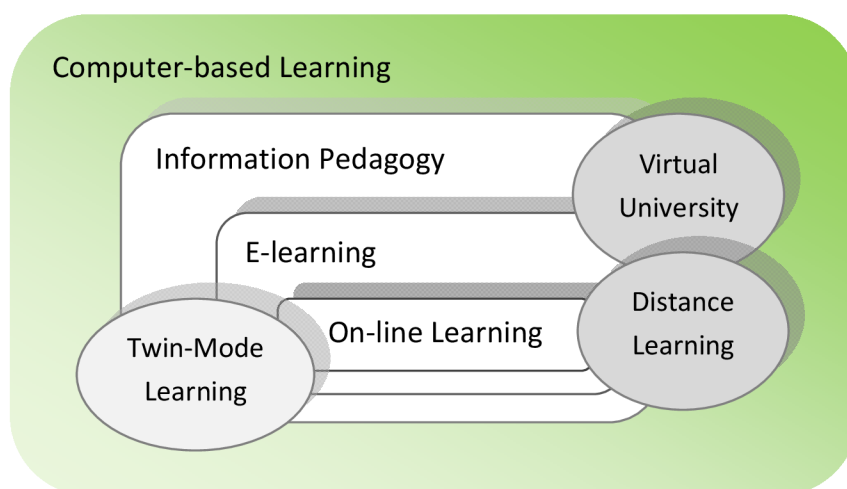 Computer-based Learning
Information Pedagogy
Virtual
University
E-learning
Distance
Learning
On-line Learning
Twin-Mode
Learning